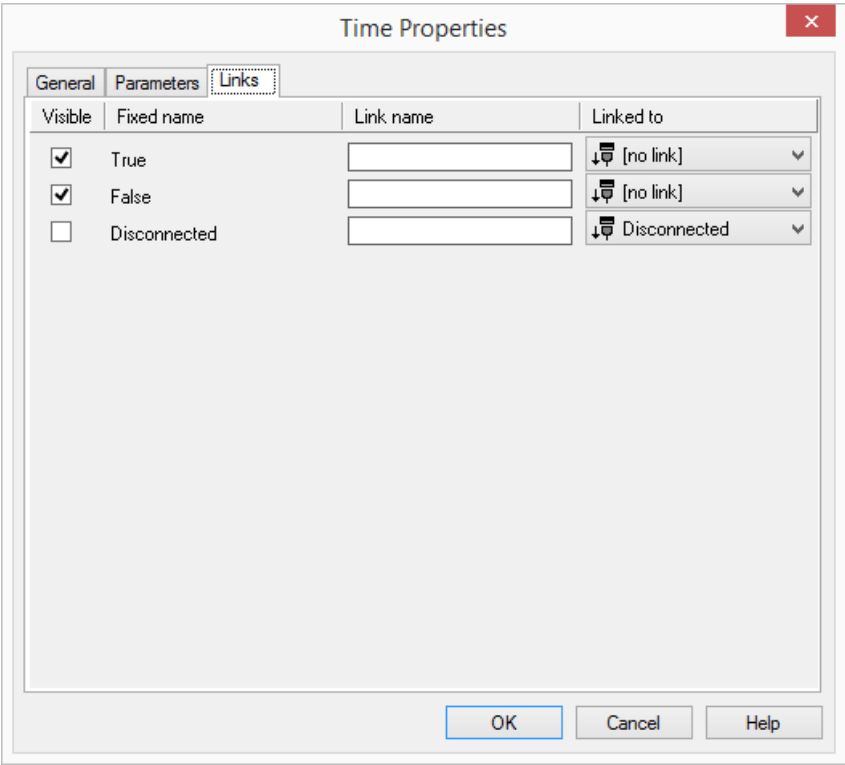 Time Properties
General Parameters Links
Visible Fixed name Link name Linked to
True [no link]
False [no link]
Disconnected Disconnected
OK Cancel Help